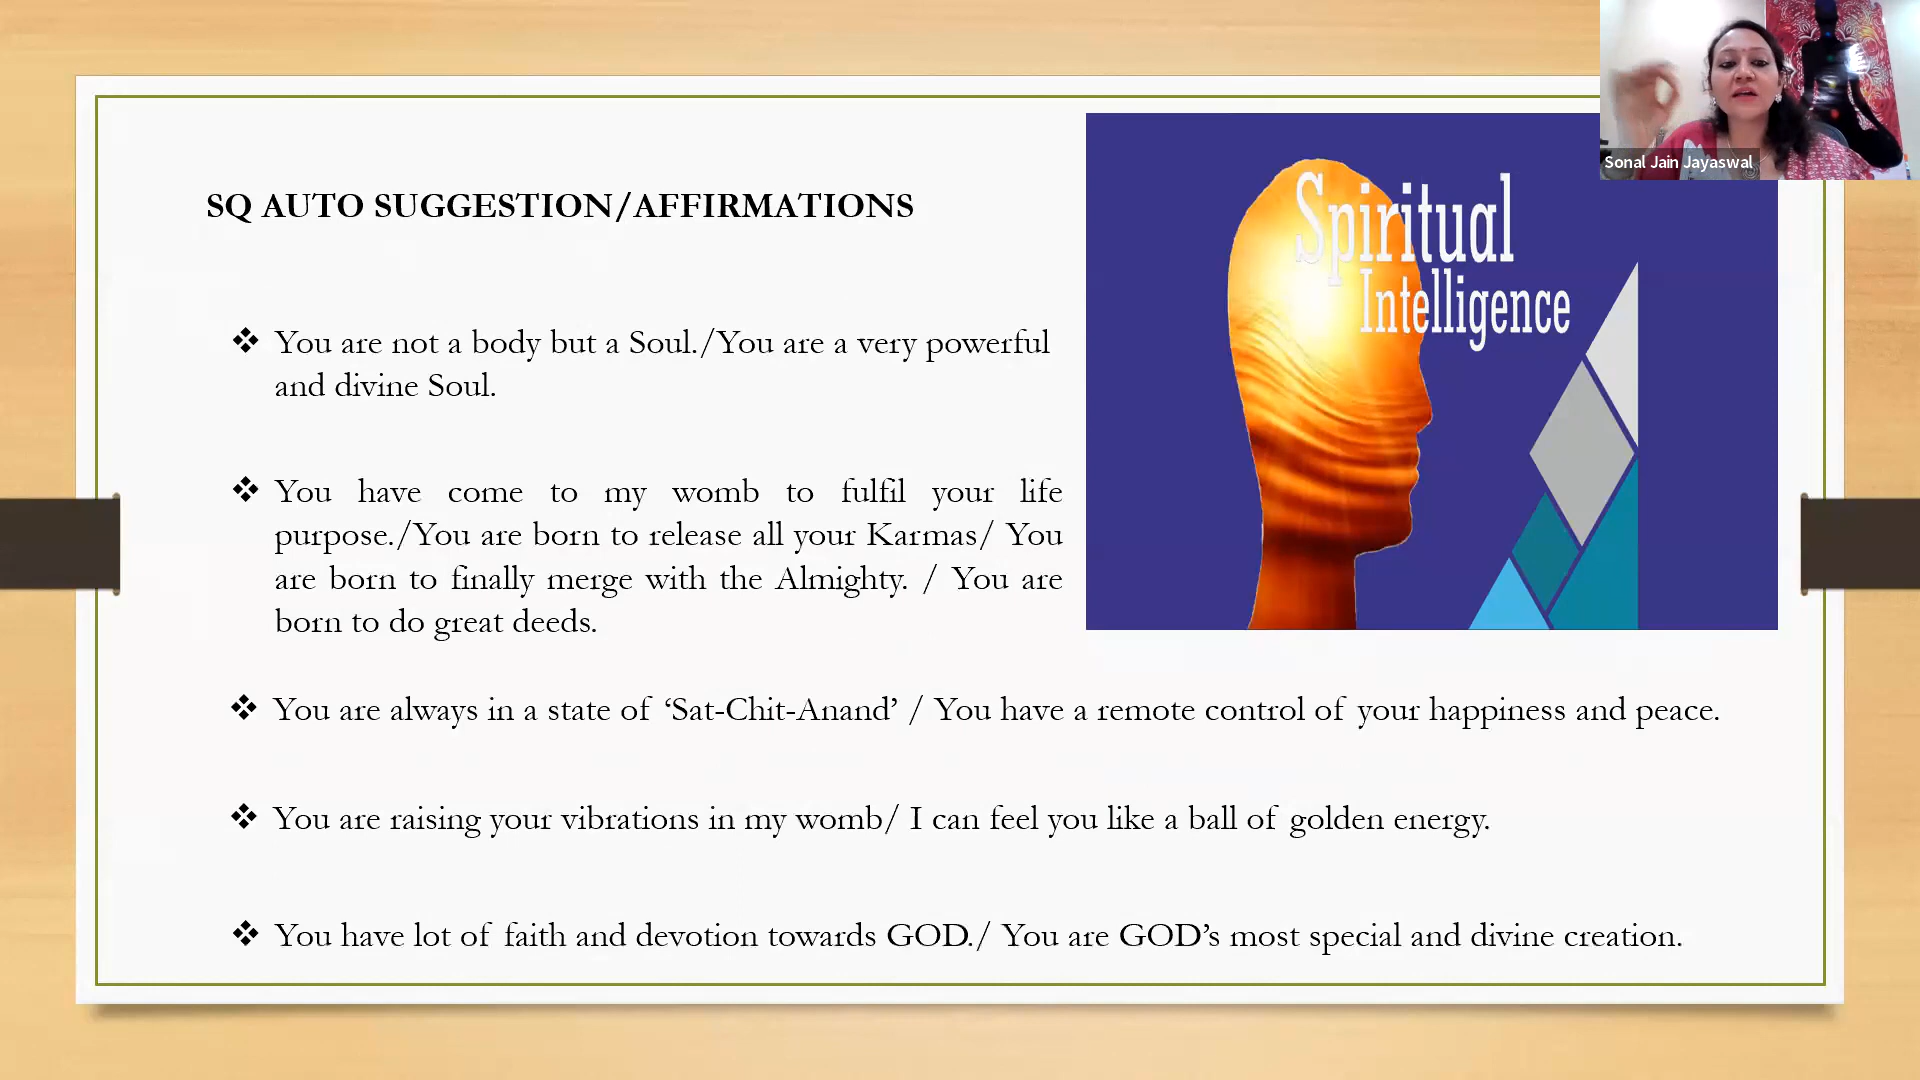 Sonal Jain Jayaswal
SQ AUTO SUGGESTION/AFFIRMATIONS
Spiritual
Intelligence
❖ You are not a body but a Soul./You are a very powerful
and divine Soul.
❖ You have come to my womb to fulfil your life
purpose./You are born to release all your Karmas/ You
are born to finally merge with the Almighty. / You are
born to do great deeds.
❖ You are always in a state of ‘Sat-Chit-Anand’ / You have a remote control of your happiness and peace.
❖ You are raising your vibrations in my womb/ I can feel you like a ball of golden energy.
❖ You have lot of faith and devotion towards GOD./ You are GOD’s most special and divine creation.